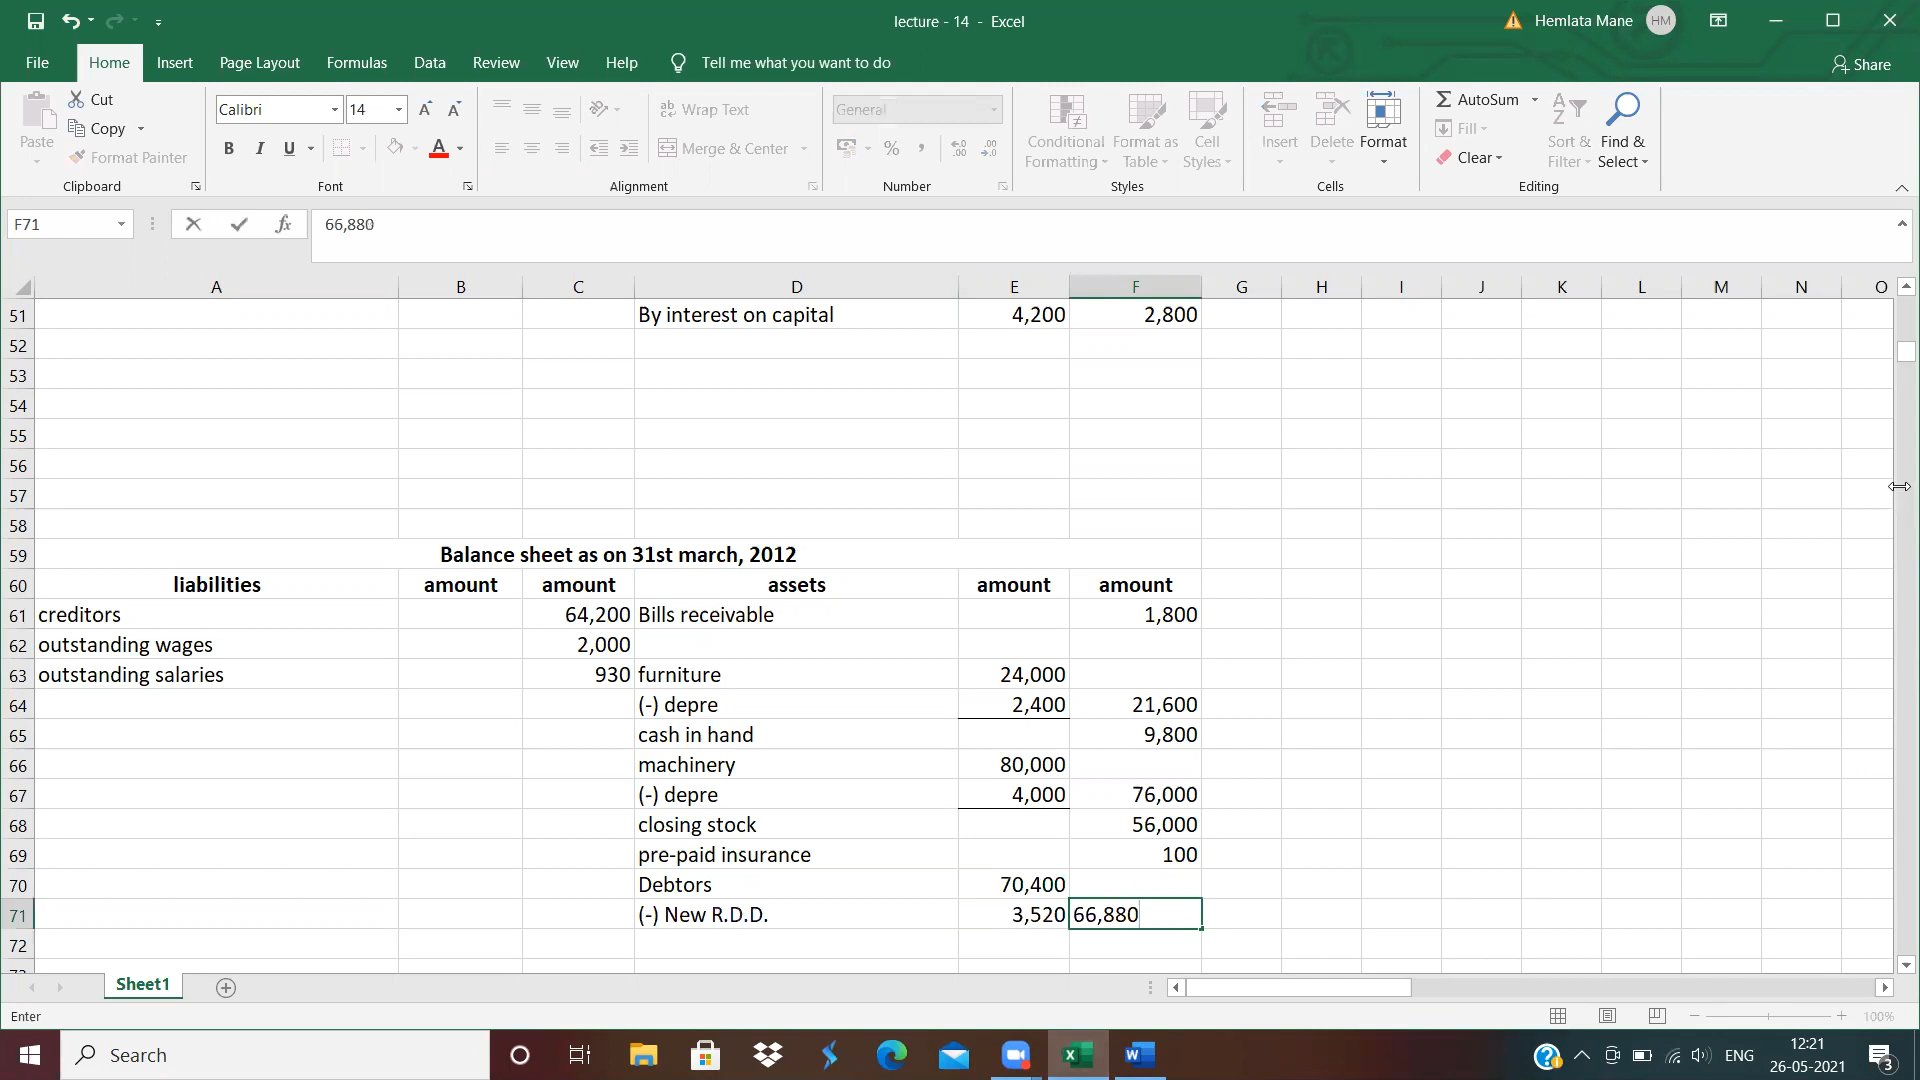 lecture - 14 - Excel
Hemlata Mane HM
File Home Insert Page Layout Formulas Data Review View Help Tell me what you want to do Share
Paste Cut Copy Format Painter Clipboard
Calibri 14 A A B I U A Font
ab Wrap Text Merge & Center Alignment
General % , Number
Conditional Formatting Format as Table Cell Styles Styles
Insert Delete Format Cells
AutoSum Fill Clear Sort & Filter Find & Select Editing
F71 fx 66,880
A B C D E F G H I J K L M N O
51 By interest on capital 4,200 2,800
52
53
54
55
56
57
58
59 Balance sheet as on 31st march, 2012
60 liabilities amount amount assets amount amount
61 creditors 64,200 Bills receivable 1,800
62 outstanding wages 2,000
63 outstanding salaries 930 furniture 24,000
64 (-) depre 2,400 21,600
65 cash in hand 9,800
66 machinery 80,000
67 (-) depre 4,000 76,000
68 closing stock 56,000
69 pre-paid insurance 100
70 Debtors 70,400
71 (-) New R.D.D. 3,520 66,880
72
Sheet1
Enter 100%
Search ENG 12:21
26-05-2021 3